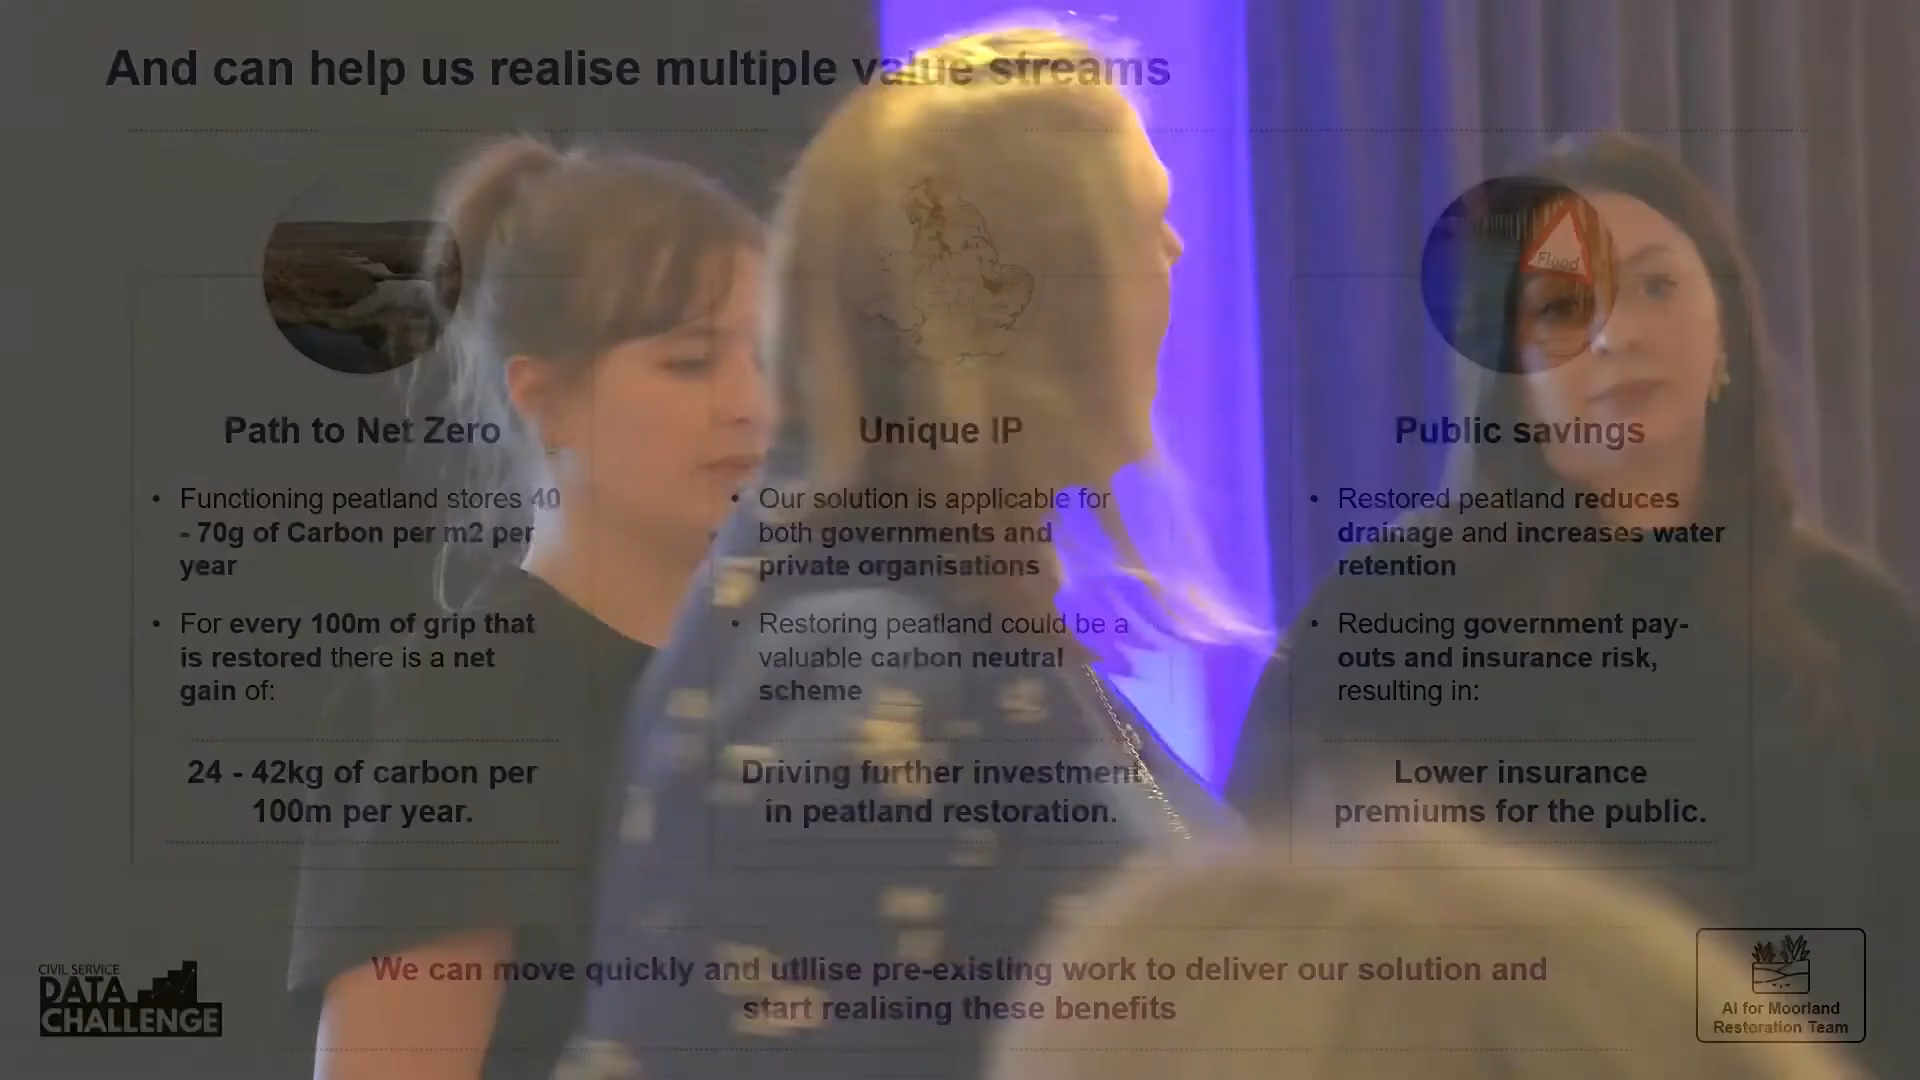 And can help us realise multiple value streams
Flood
Path to Net Zero
• Functioning peatland stores 40
- 70g of Carbon per m2 per
year
• For every 100m of grip that
is restored there is a net
gain of:
24 - 42kg of carbon per
100m per year.
Unique IP
• Our solution is applicable for
both governments and
private organisations
• Restoring peatland could be a
valuable carbon neutral
scheme
Driving further investment
in peatland restoration.
Public savings
• Restored peatland reduces
drainage and increases water
retention
• Reducing government pay-
outs and insurance risk,
resulting in:
Lower insurance
premiums for the public.
We can move quickly and utilise pre-existing work to deliver our solution and
start realising these benefits
CIVIL SERVICE
DATA
CHALLENGE
AI for Moorland
Restoration Team